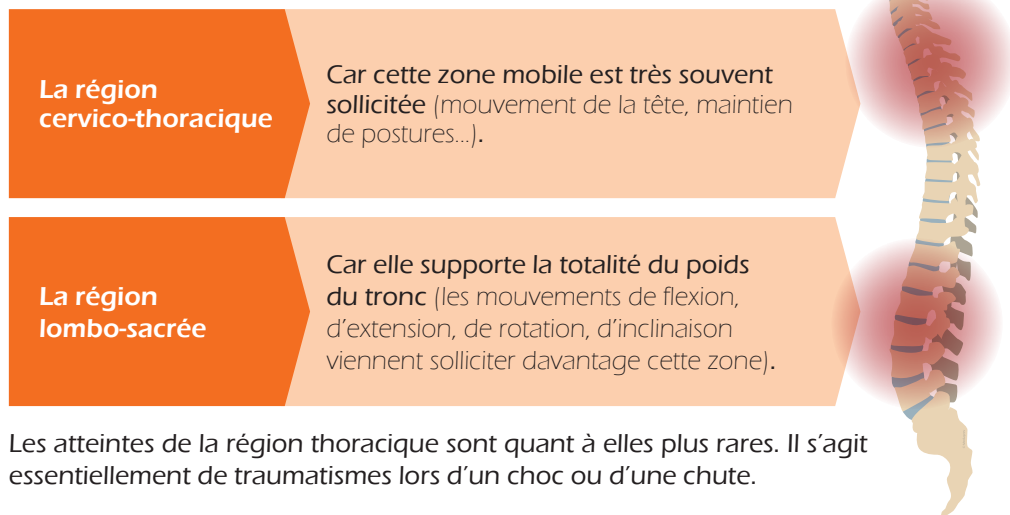 La région
cervico-thoracique
Car cette zone mobile est très souvent
sollicitée (mouvement de la tête, maintien
de postures...).
La région
lombo-sacrée
Car elle supporte la totalité du poids
du tronc (les mouvements de flexion,
d’extension, de rotation, d’inclinaison
viennent solliciter davantage cette zone).
Les atteintes de la région thoracique sont quant à elles plus rares. Il s’agit
essentiellement de traumatismes lors d’un choc ou d’une chute.